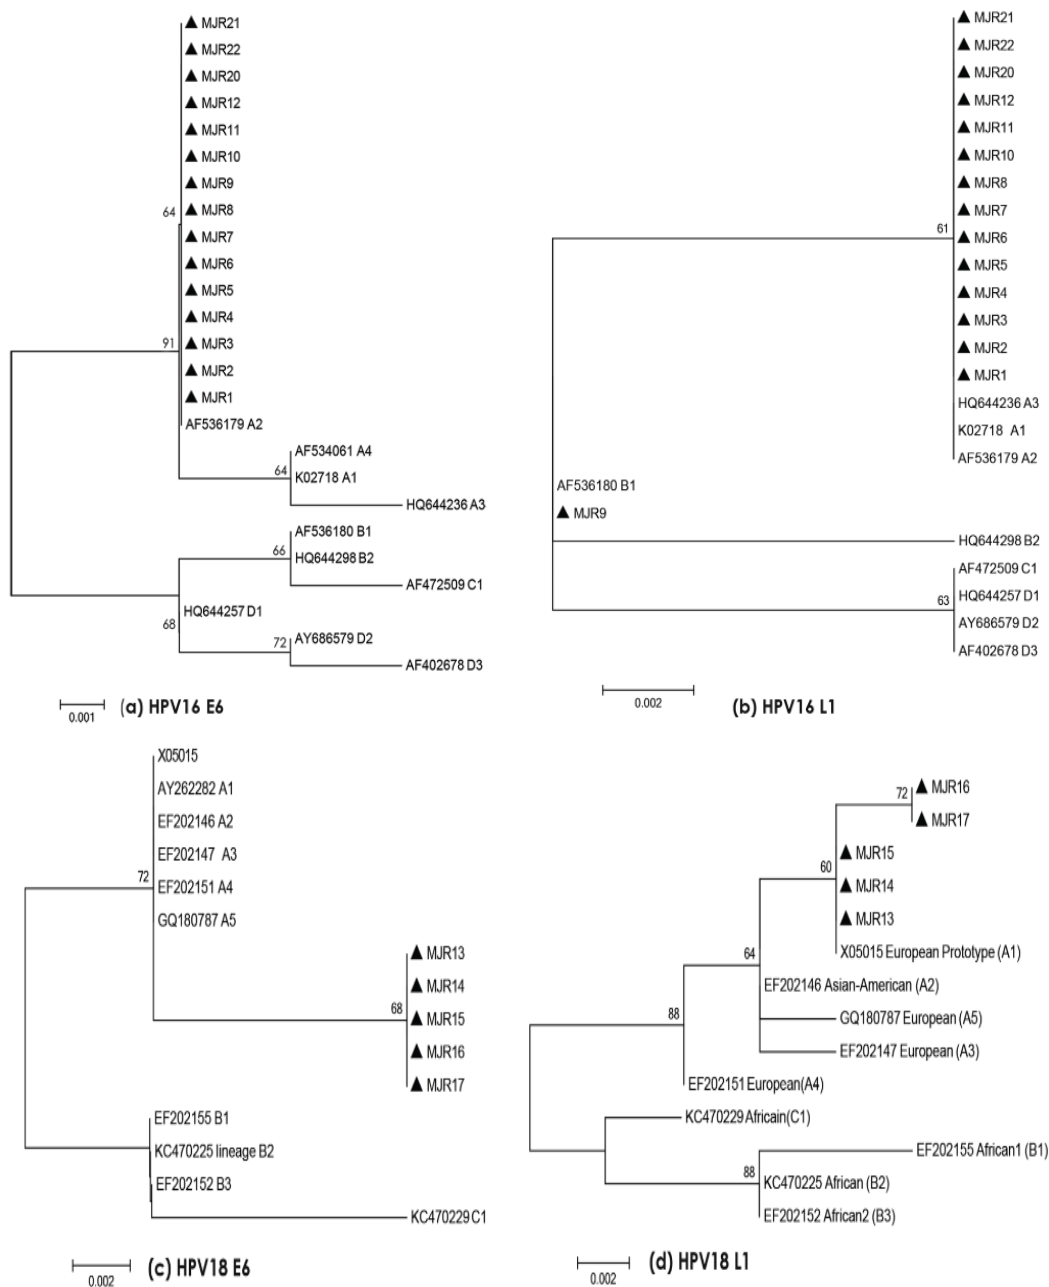 ▲ MJR21
▲ MJR22
▲ MJR20
▲ MJR12
▲ MJR11
▲ MJR10
▲ MJR9
64
▲ MJR8
▲ MJR7
▲ MJR6
▲ MJR5
▲ MJR4
91
▲ MJR3
▲ MJR2
▲ MJR1
AF536179 A2
AF534061 A4
64
K02718 A1
HQ644236 A3
AF536180 B1
66
HQ644298 B2
AF472509 C1
HQ644257 D1
68
72
AY686579 D2
AF402678 D3
0.001
(a) HPV16 E6
▲ MJR21
▲ MJR22
▲ MJR20
▲ MJR12
▲ MJR11
▲ MJR10
▲ MJR8
▲ MJR7
61
▲ MJR6
▲ MJR5
▲ MJR4
▲ MJR3
▲ MJR2
▲ MJR1
HQ644236 A3
K02718 A1
AF536179 A2
AF536180 B1
▲ MJR9
HQ644298 B2
AF472509 C1
63
HQ644257 D1
AY686579 D2
AF402678 D3
0.002
(b) HPV16 L1
X05015
AY262282 A1
EF202146 A2
EF202147 A3
72
EF202151 A4
GQ180787 A5
▲ MJR13
▲ MJR14
68
▲ MJR15
▲ MJR16
▲ MJR17
EF202155 B1
KC470225 lineage B2
EF202152 B3
KC470229 C1
0.002
(c) HPV18 E6
72
▲ MJR16
▲ MJR17
▲ MJR15
60
▲ MJR14
▲ MJR13
X05015 European Prototype (A1)
64
EF202146 Asian-American (A2)
88
GQ180787 European (A5)
EF202147 European (A3)
EF202151 European(A4)
KC470229 Africain(C1)
EF202155 African1 (B1)
88
KC470225 African (B2)
EF202152 African2 (B3)
0.002
(d) HPV18 L1